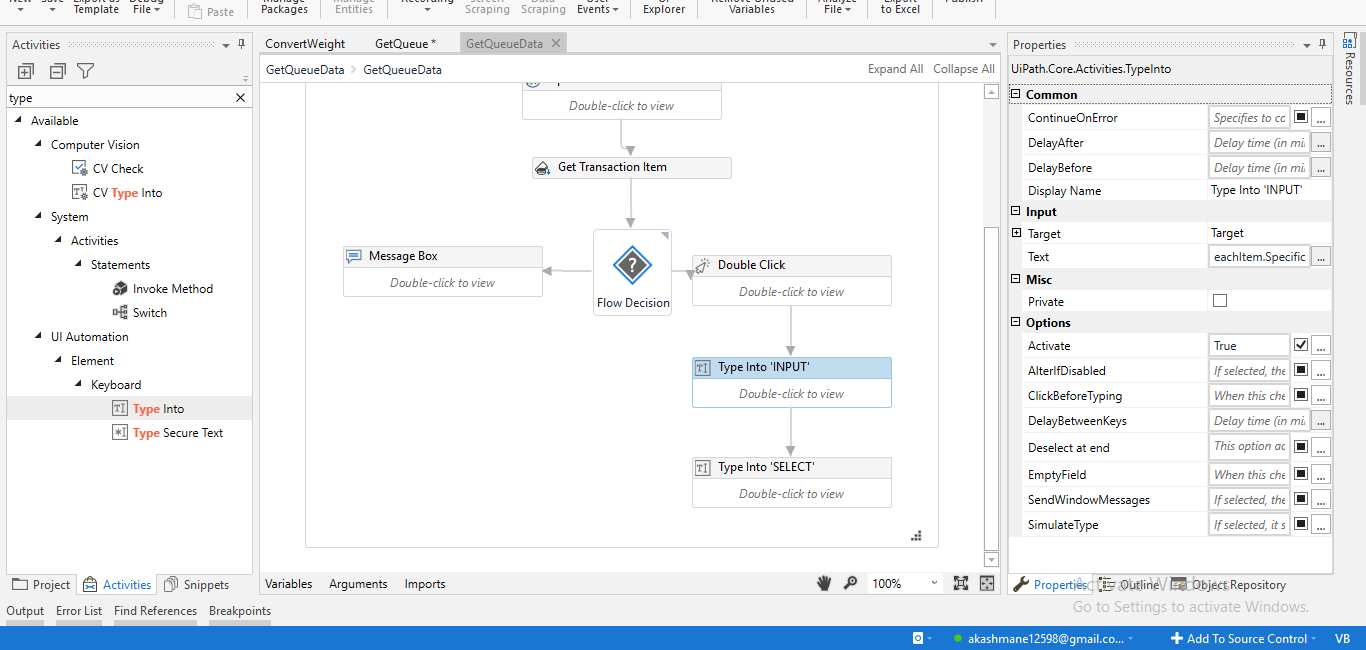 New
Save
Export as
Template
Debug
File
Paste
Manage
Packages
Manage
Entities
Recording
Screen
Scraping
Data
Scraping
User
Events
UI
Explorer
Remove Unused
Variables
Analyze
File
Export
to Excel
Publish
Activities
type
Available
Computer Vision
CV Check
CV Type Into
System
Activities
Statements
Invoke Method
Switch
UI Automation
Element
Keyboard
Type Into
Type Secure Text
Project
Activities
Snippets
ConvertWeight
GetQueue *
GetQueueData
GetQueueData > GetQueueData
Expand All
Collapse All
Double-click to view
Get Transaction Item
Message Box
Double-click to view
Flow Decision
Double Click
Double-click to view
Type Into 'INPUT'
Double-click to view
Type Into 'SELECT'
Double-click to view
Variables
Arguments
Imports
100%
Properties
UiPath.Core.Activities.TypeInto
Common
ContinueOnError Specifies to co ...
DelayAfter Delay time (in mi ...
DelayBefore Delay time (in mi ...
Display Name Type Into 'INPUT'
Input
Target Target
Text eachItem.Specific ...
Misc
Private
Options
Activate True ...
AlterIfDisabled If selected, the ...
ClickBeforeTyping When this che ...
DelayBetweenKeys Delay time (in mi ...
Deselect at end This option ac ...
EmptyField When this che ...
SendWindowMessages If selected, the ...
SimulateType If selected, it s ...
Properties
Outline
Object Repository
Resources
Activate Windows
Go to Settings to activate Windows.
Output
Error List
Find References
Breakpoints
akashmane12598@gmail.co...
Add To Source Control
VB